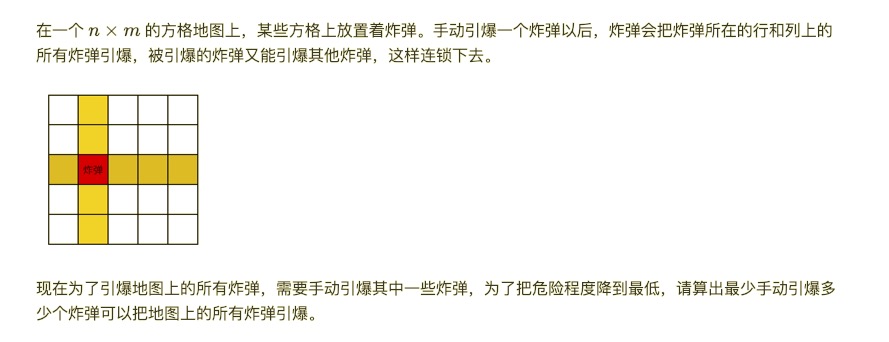 在一个 n × m 的方格地图上，某些方格上放置着炸弹。手动引爆一个炸弹以后，炸弹会把炸弹所在的行和列上的
所有炸弹引爆，被引爆的炸弹又能引爆其他炸弹，这样连锁下去。
炸弹
现在为了引爆地图上的所有炸弹，需要手动引爆其中一些炸弹，为了把危险程度降到最低，请算出最少手动引爆多
少个炸弹可以把地图上的所有炸弹引爆。